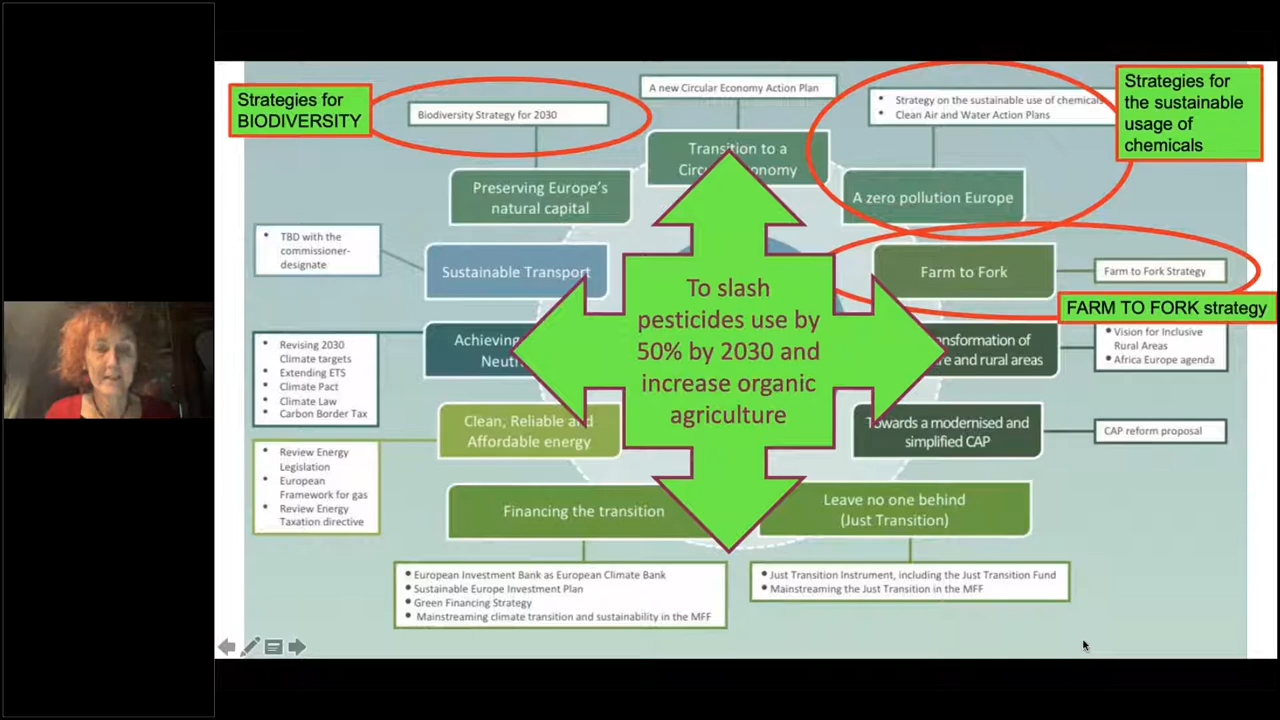 Strategies for
BIODIVERSITY
Biodiversity Strategy for 2030
A new Circular Economy Action Plan
Strategy on the sustainable use of chemicals
Clean Air and Water Action Plans
Strategies for
the sustainable
usage of
chemicals
Preserving Europe's
natural capital
Transition to a
Economy
A zero pollution Europe
TBD with the
commissioner-
designate
Sustainable Transport
Farm to Fork
Farm to Fork Strategy
FARM TO FORK strategy
To slash
pesticides use by
50% by 2030 and
increase organic
agriculture
Revising 2030
Climate targets
Extending ETS
Climate Pact
Climate Law
Carbon Border Tax
Achieving
and rural areas
Vision for Inclusive
Rural Areas
Africa Europe agenda
Review Energy
Legislation
European
Framework for gas
Review Energy
Taxation directive
Clean, Reliable and
Affordable energy
Towards a modernised and
simplified CAP
CAP reform proposal
Financing the transition
Leave no one behind
(Just Transition)
European Investment Bank as European Climate Bank
Sustainable Europe Investment Plan
Green Financing Strategy
Mainstreaming climate transition and sustainability in the MFF
Just Transition Instrument, including the Just Transition Fund
Mainstreaming the Just Transition in the MFF